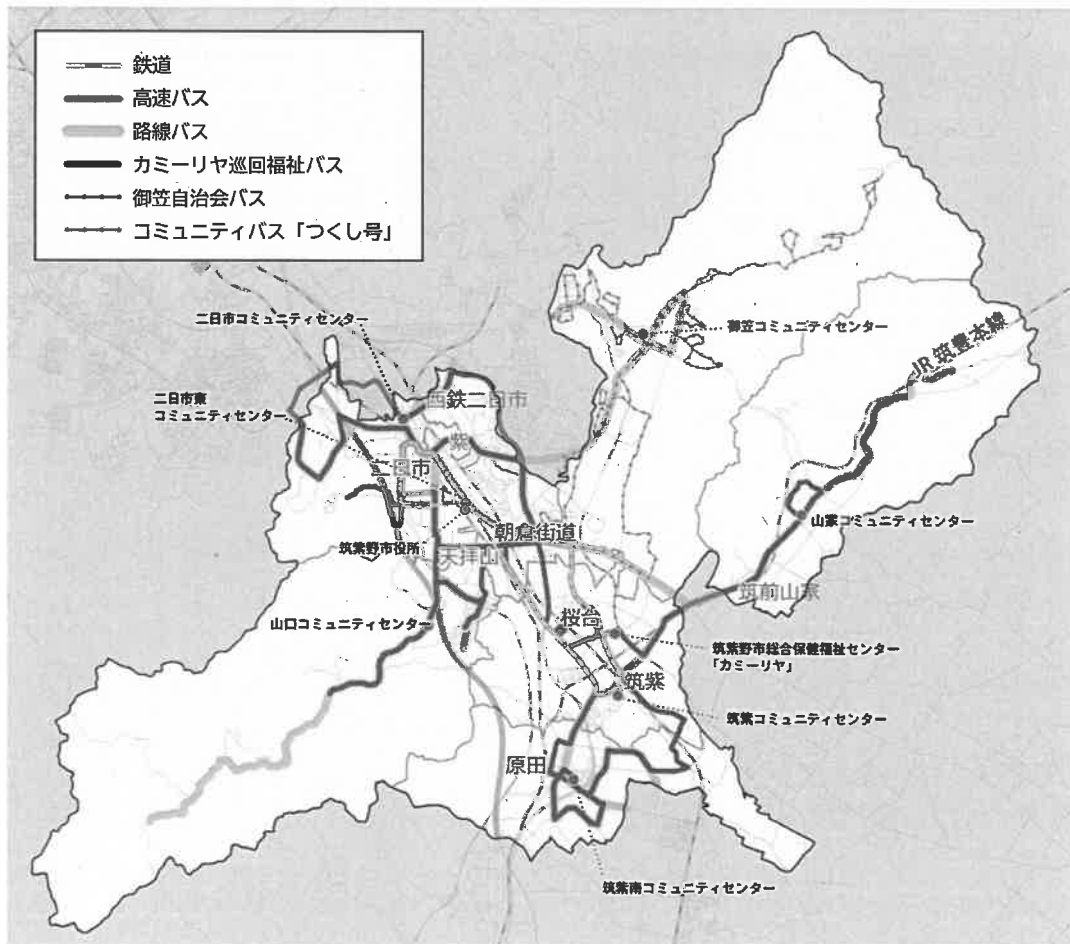 鉄道
高速バス
路線バス
カミーリヤ巡回福祉バス
御笠自治会バス
コミュニティバス「つくし号」
二日市コミュニティセンター
御笠コミュニティセンター
JR 筑豊本線
二日市東
コミュニティセンター
西鉄二日市
紫
二日市
山家コミュニティセンター
朝倉街道
筑紫野市役所
天拝山
筑前山家
山口コミュニティセンター
桜台
筑紫野市総合保健福祉センター
「カミーリヤ」
筑紫
筑紫コミュニティセンター
原田
筑紫南コミュニティセンター